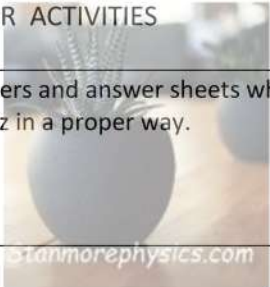 R ACTIVITIES
ers and answer sheets wh
z in a proper way.
Stanmorephysics.com